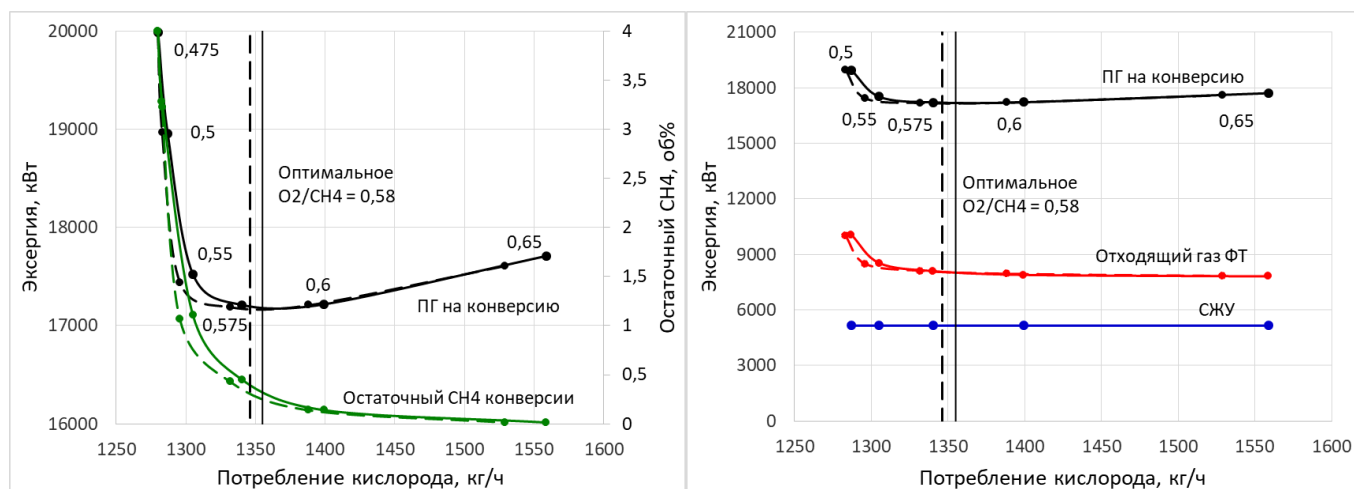 20000
19000
18000
17000
16000
Эксергия, кВт
4
3,5
3
2,5
2
1,5
1
0,5
0
Остаточный CH4, об%
0,475
0,5
0,55
0,575
0,6
0,65
Оптимальное
O2/CH4 = 0,58
ПГ на конверсию
Остаточный CH4 конверсии
1250 1300 1350 1400 1450 1500 1550 1600
Потребление кислорода, кг/ч
21000
18000
15000
12000
9000
6000
3000
0
Эксергия, кВт
0,5
0,55
0,575
0,6
0,65
ПГ на конверсию
Оптимальное
O2/CH4 = 0,58
Отходящий газ ФТ
СЖУ
1250 1300 1350 1400 1450 1500 1550 1600
Потребление кислорода, кг/ч